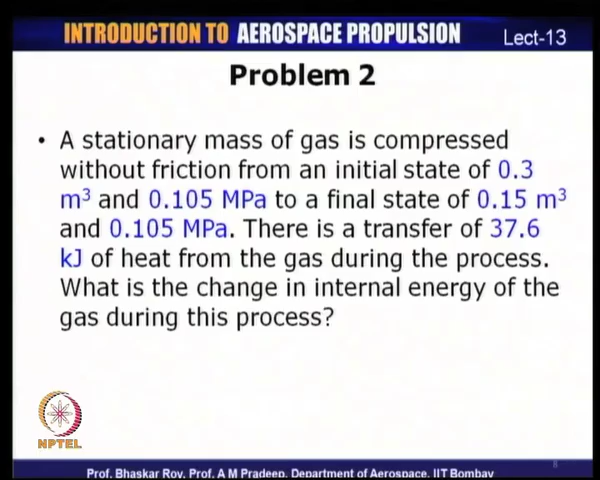 INTRODUCTION TO AEROSPACE PROPULSION
Lect-13
Problem 2
• A stationary mass of gas is compressed
without friction from an initial state of 0.3
m³ and 0.105 MPa to a final state of 0.15 m³
and 0.105 MPa. There is a transfer of 37.6
kJ of heat from the gas during the process.
What is the change in internal energy of the
gas during this process?
NPTEL
8
Prof. Bhaskar Roy, Prof. A M Pradeep, Department of Aerospace, IIT Bombay